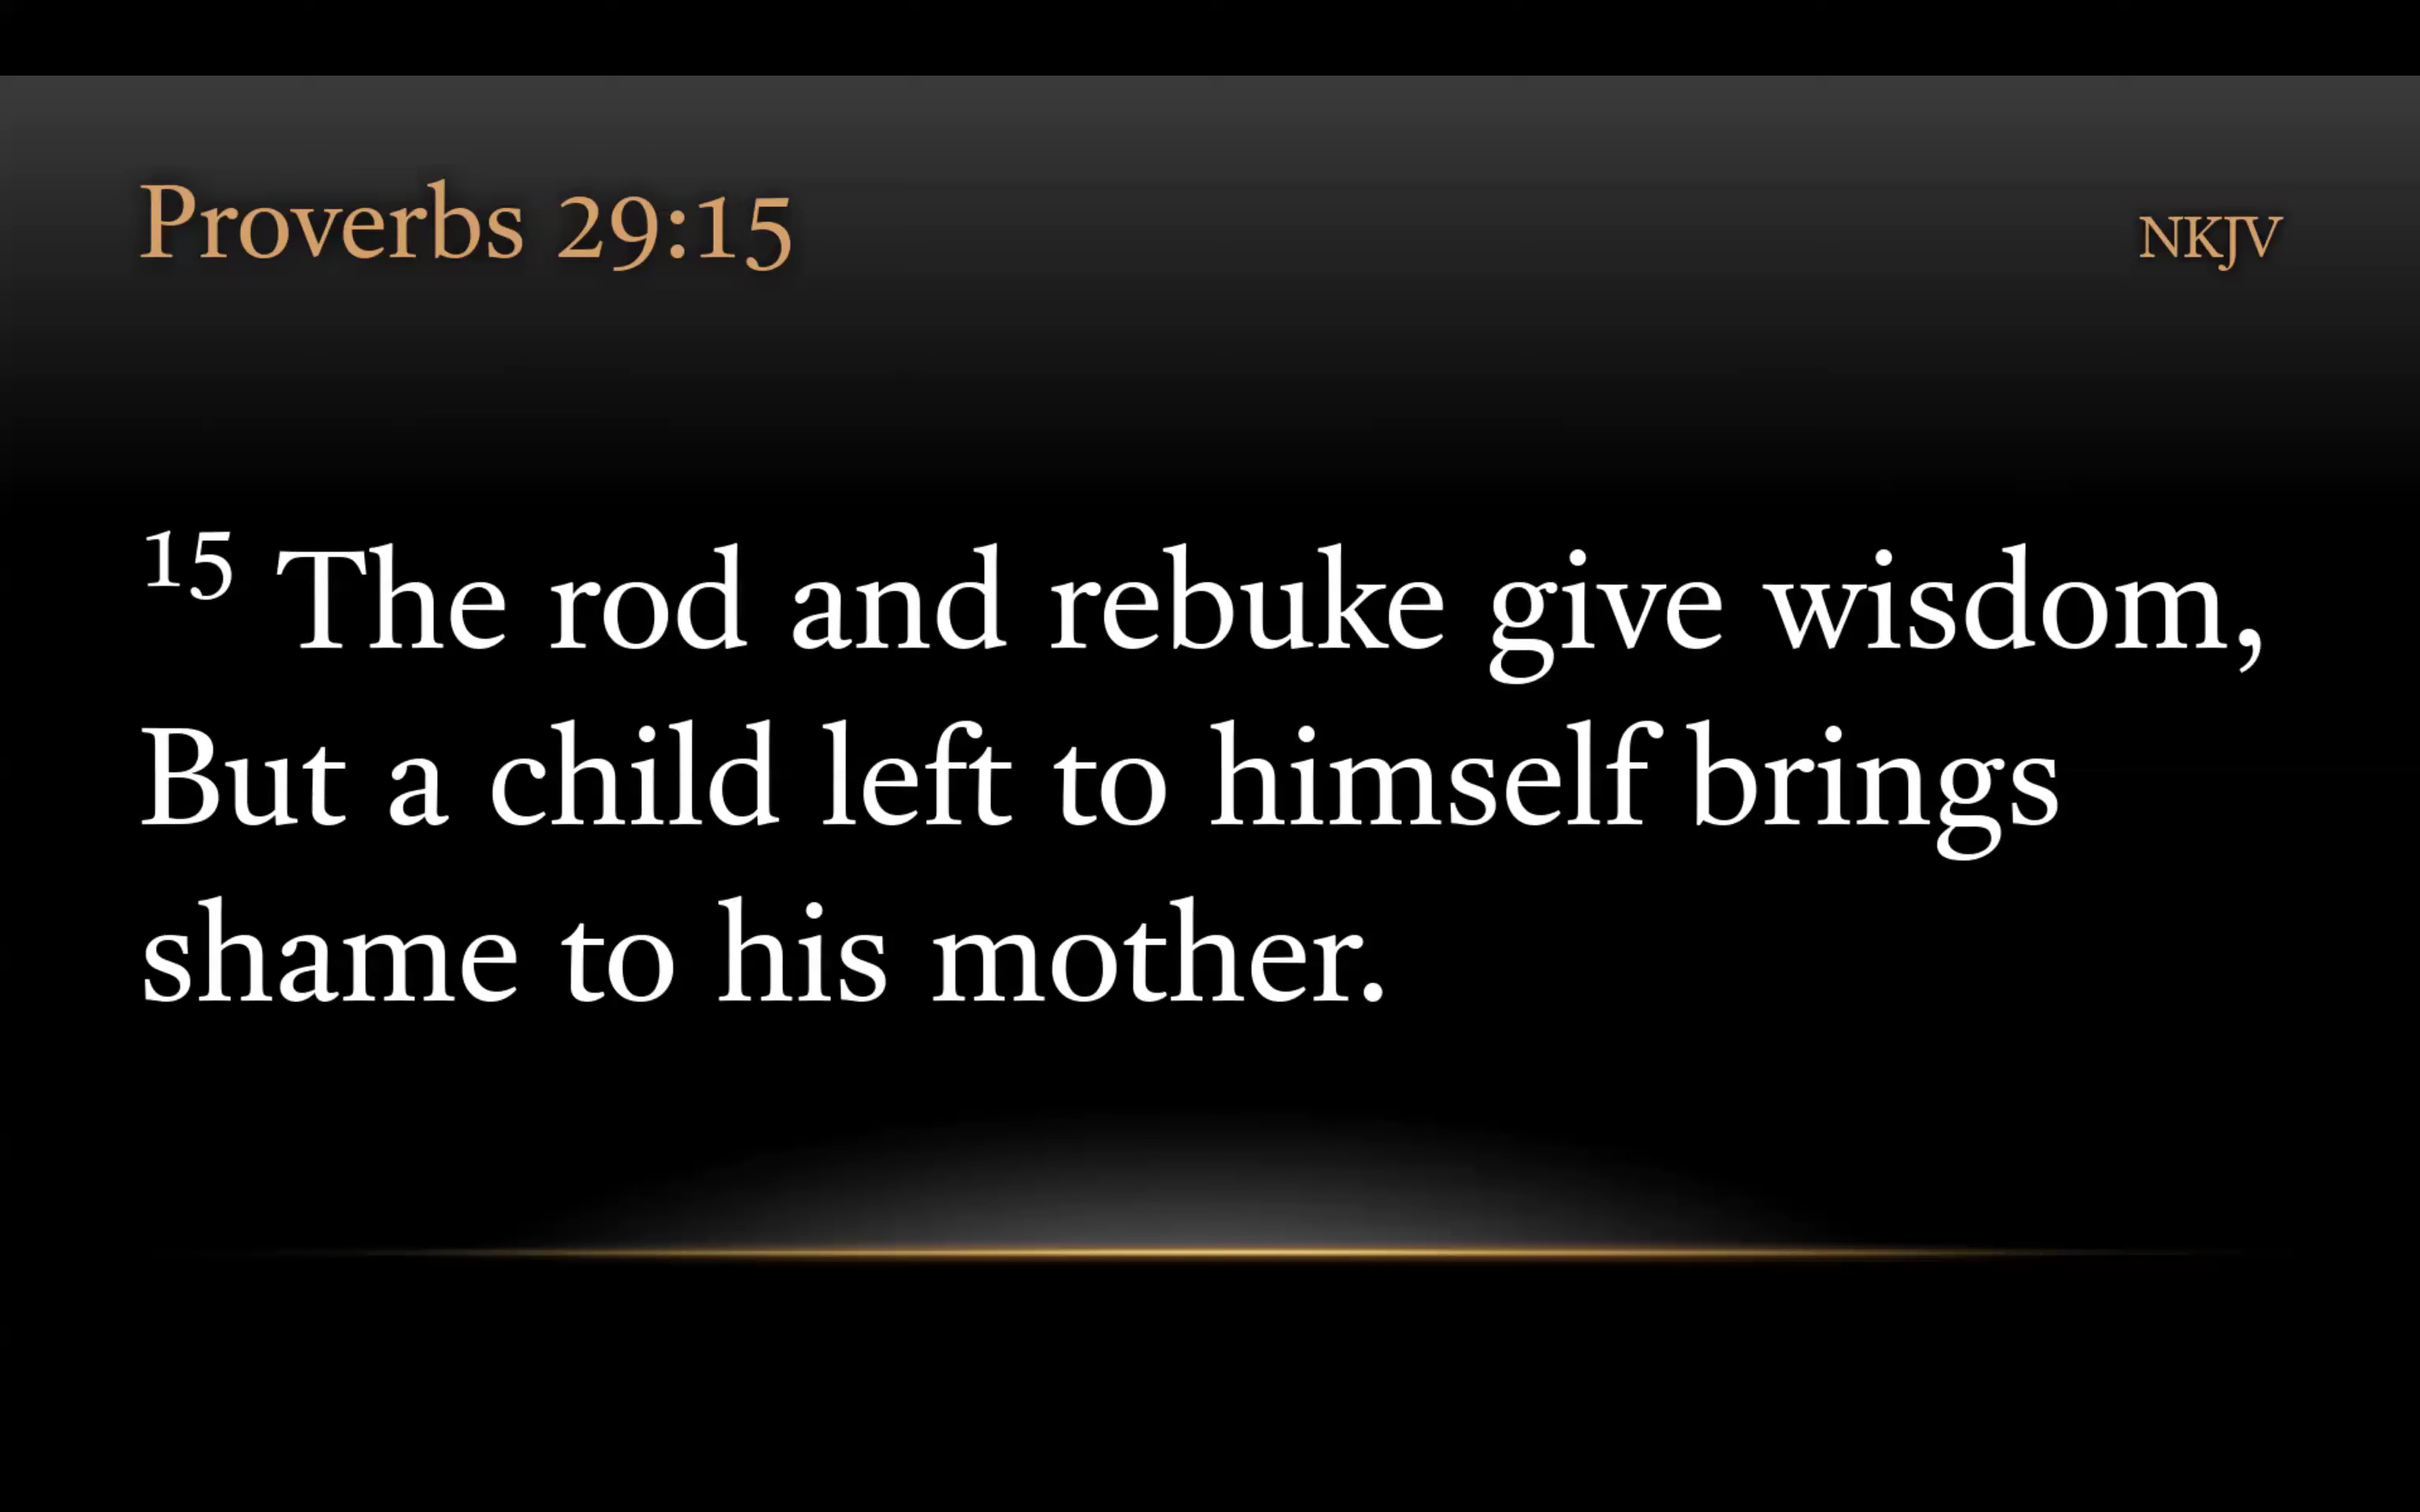 Proverbs 29:15
NKJV
15 The rod and rebuke give wisdom,
But a child left to himself brings
shame to his mother.